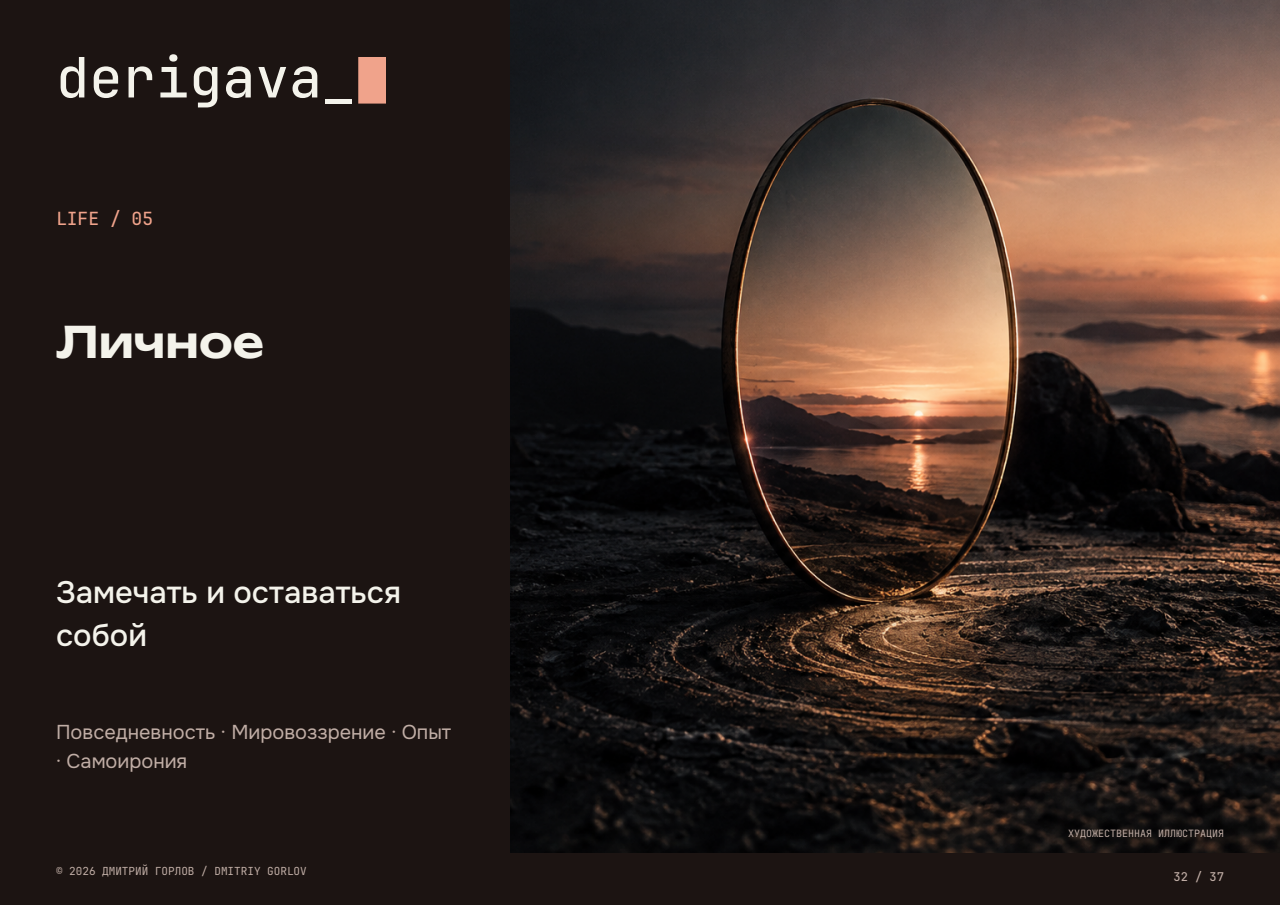 derigava_
LIFE / 05
Личное
Замечать и оставаться
собой
Повседневность · Мировоззрение · Опыт
· Самоирония
ХУДОЖЕСТВЕННАЯ ИЛЛЮСТРАЦИЯ
© 2026 ДМИТРИЙ ГОРЛОВ / DMITRIY GORLOV
32 / 37